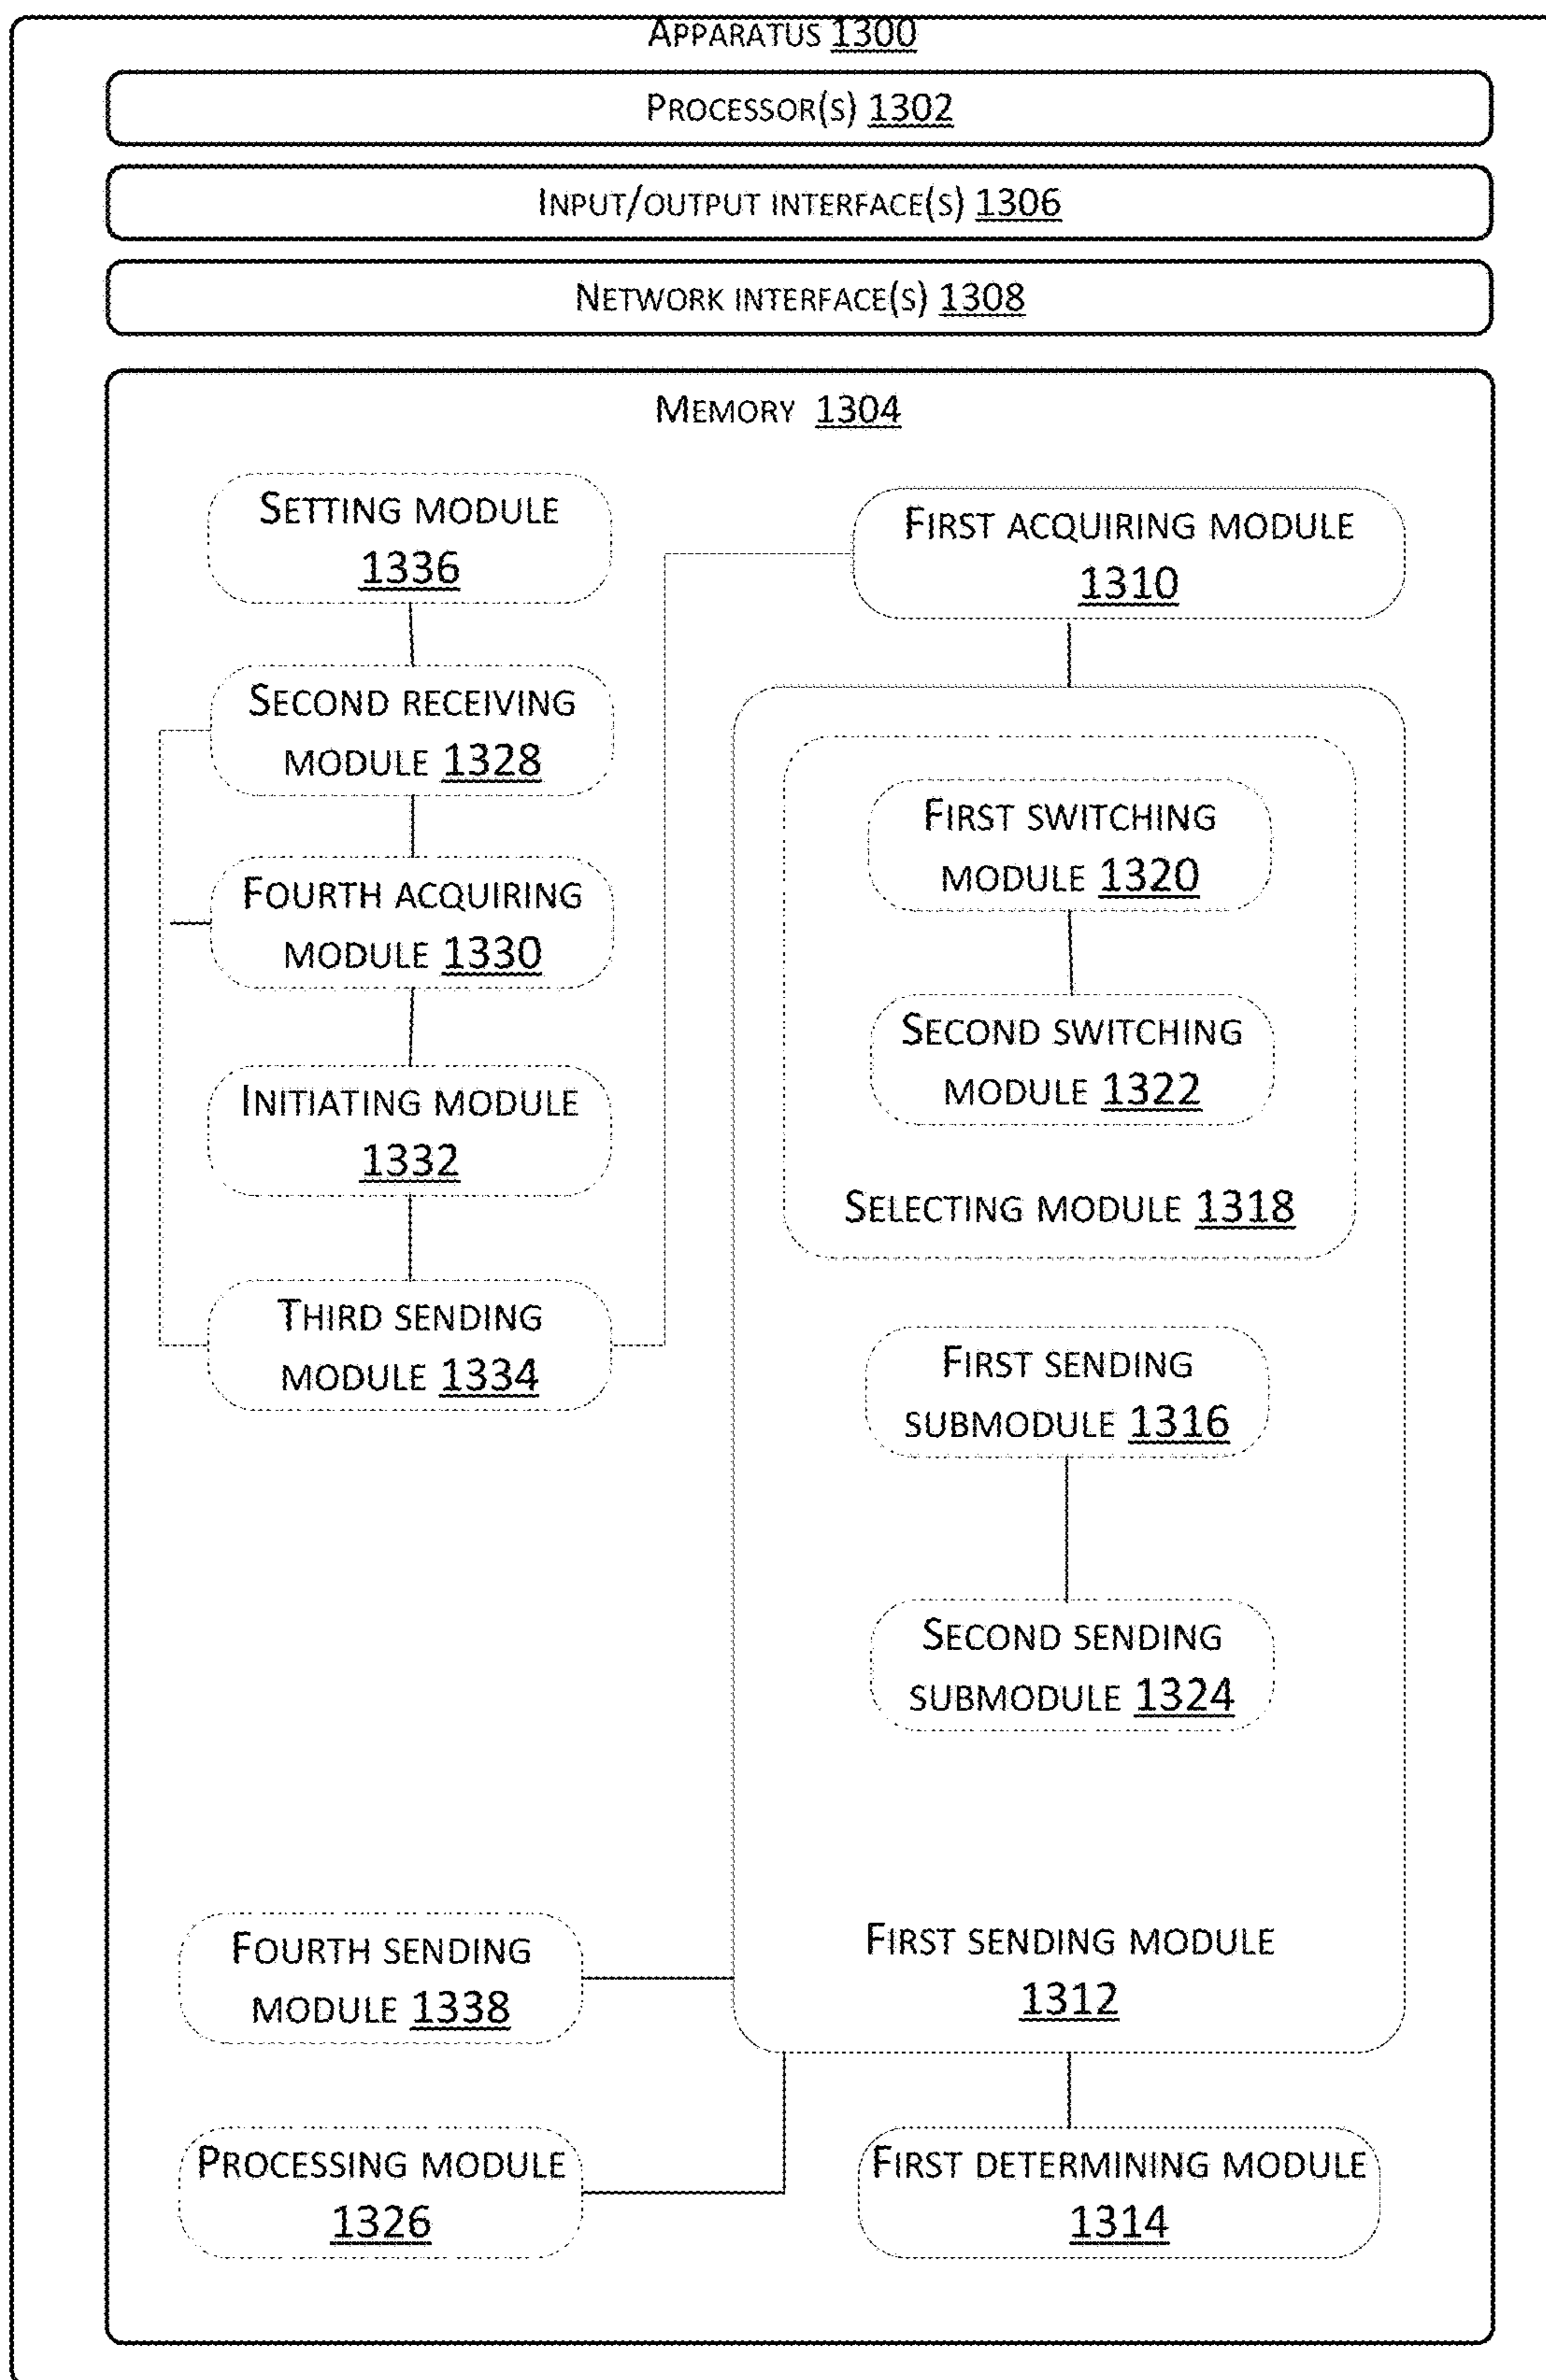 APPARATUS 1300
PROCESSOR(S) 1302
INPUT/OUTPUT INTERFACE(S) 1306
NETWORK INTERFACE(S) 1308
MEMORY 1304
SETTING MODULE
1336
SECOND RECEIVING
MODULE 1328
FOURTH ACQUIRING
MODULE 1330
INITIATING MODULE
1332
THIRD SENDING
MODULE 1334
FIRST ACQUIRING MODULE
1310
FIRST SWITCHING
MODULE 1320
SECOND SWITCHING
MODULE 1322
SELECTING MODULE 1318
FIRST SENDING
SUBMODULE 1316
SECOND SENDING
SUBMODULE 1324
FIRST SENDING MODULE
1312
FOURTH SENDING
MODULE 1338
PROCESSING MODULE
1326
FIRST DETERMINING MODULE
1314